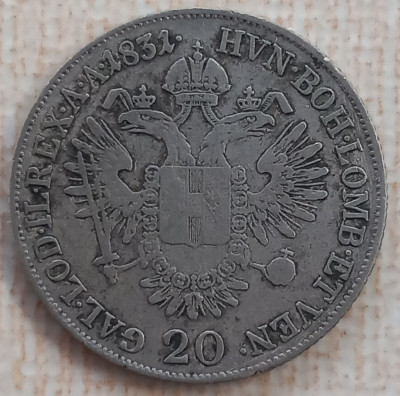 HVN·BOH·LOMB·ET·VEN·
20
GAL·LOD·IL·REX·A·A·1831·